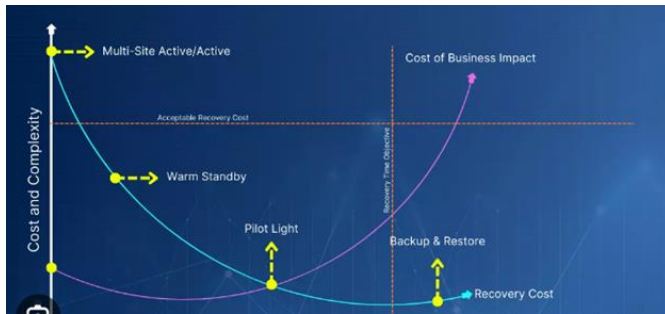 Multi-Site Active/Active
Cost of Business Impact
Acceptable Recovery Cost
Cost and Complexity
Recovery Time Objective
Warm Standby
Pilot Light
Backup & Restore
Recovery Cost